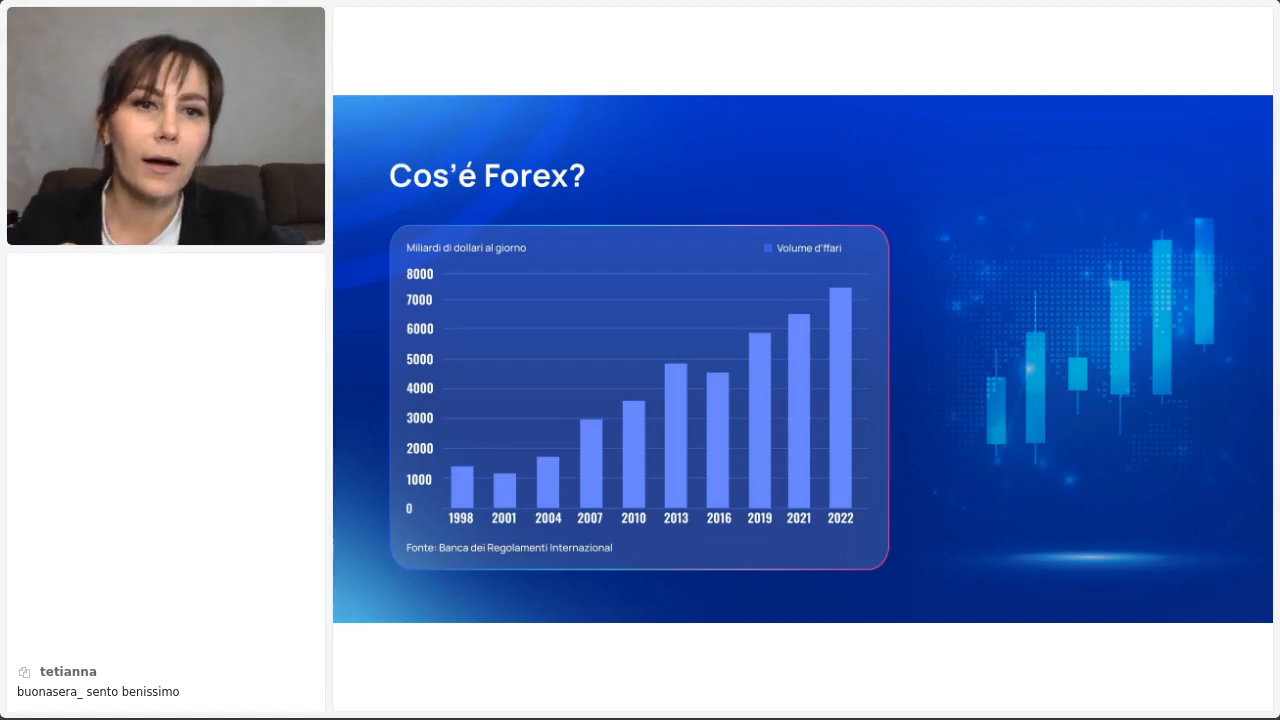 Cos’é Forex?
Miliardi di dollari al giorno
Volume d'ffari
8000
7000
6000
5000
4000
3000
2000
1000
0
1998 2001 2004 2007 2010 2013 2016 2019 2021 2022
Fonte: Banca dei Regolamenti Internazional
tetianna
buonasera_ sento benissimo